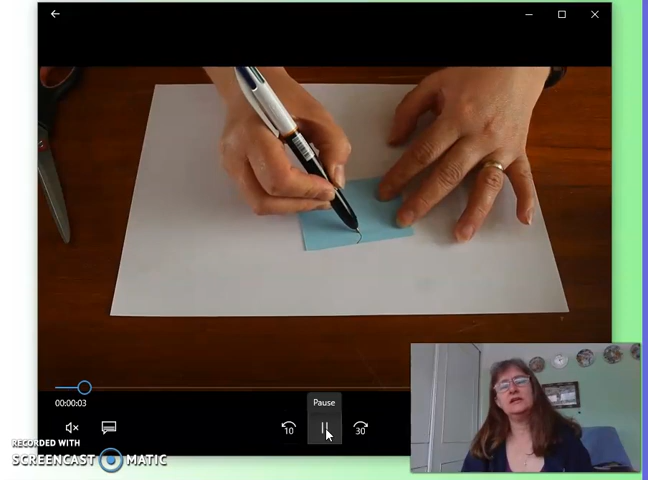 Pause
00:00:03
10
30
RECORDED WITH
SCREENCAST MATIC